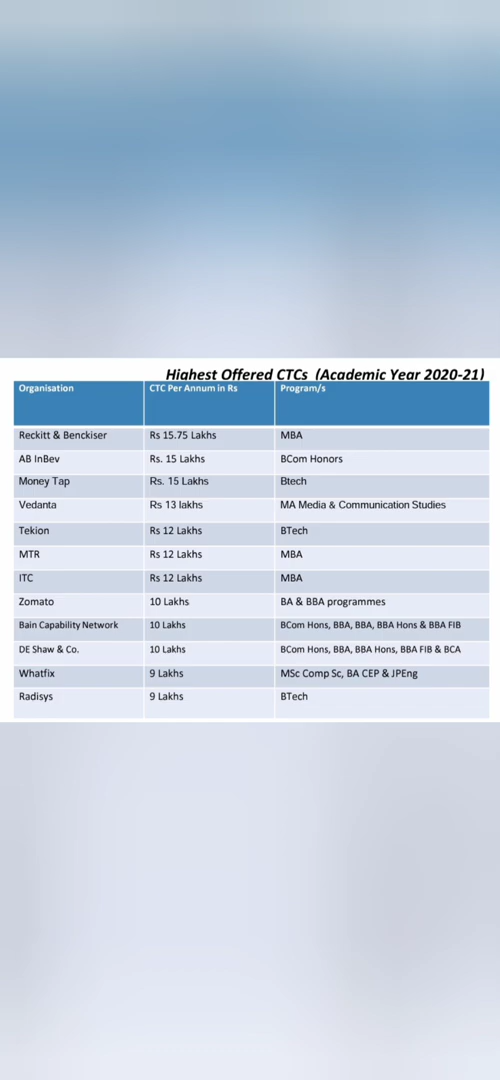 Highest Offered CTCs (Academic Year 2020-21)
Organisation CTC Per Annum in Rs Program/s
Reckitt & Benckiser Rs 15.75 Lakhs MBA
AB InBev Rs. 15 Lakhs BCom Honors
Money Tap Rs. 15 Lakhs Btech
Vedanta Rs 13 lakhs MA Media & Communication Studies
Tekion Rs 12 Lakhs BTech
MTR Rs 12 Lakhs MBA
ITC Rs 12 Lakhs MBA
Zomato 10 Lakhs BA & BBA programmes
Bain Capability Network 10 Lakhs BCom Hons, BBA, BBA, BBA Hons & BBA FIB
DE Shaw & Co. 10 Lakhs BCom Hons, BBA, BBA Hons, BBA FIB & BCA
Whatfix 9 Lakhs MSc Comp Sc, BA CEP & JPEng
Radisys 9 Lakhs BTech